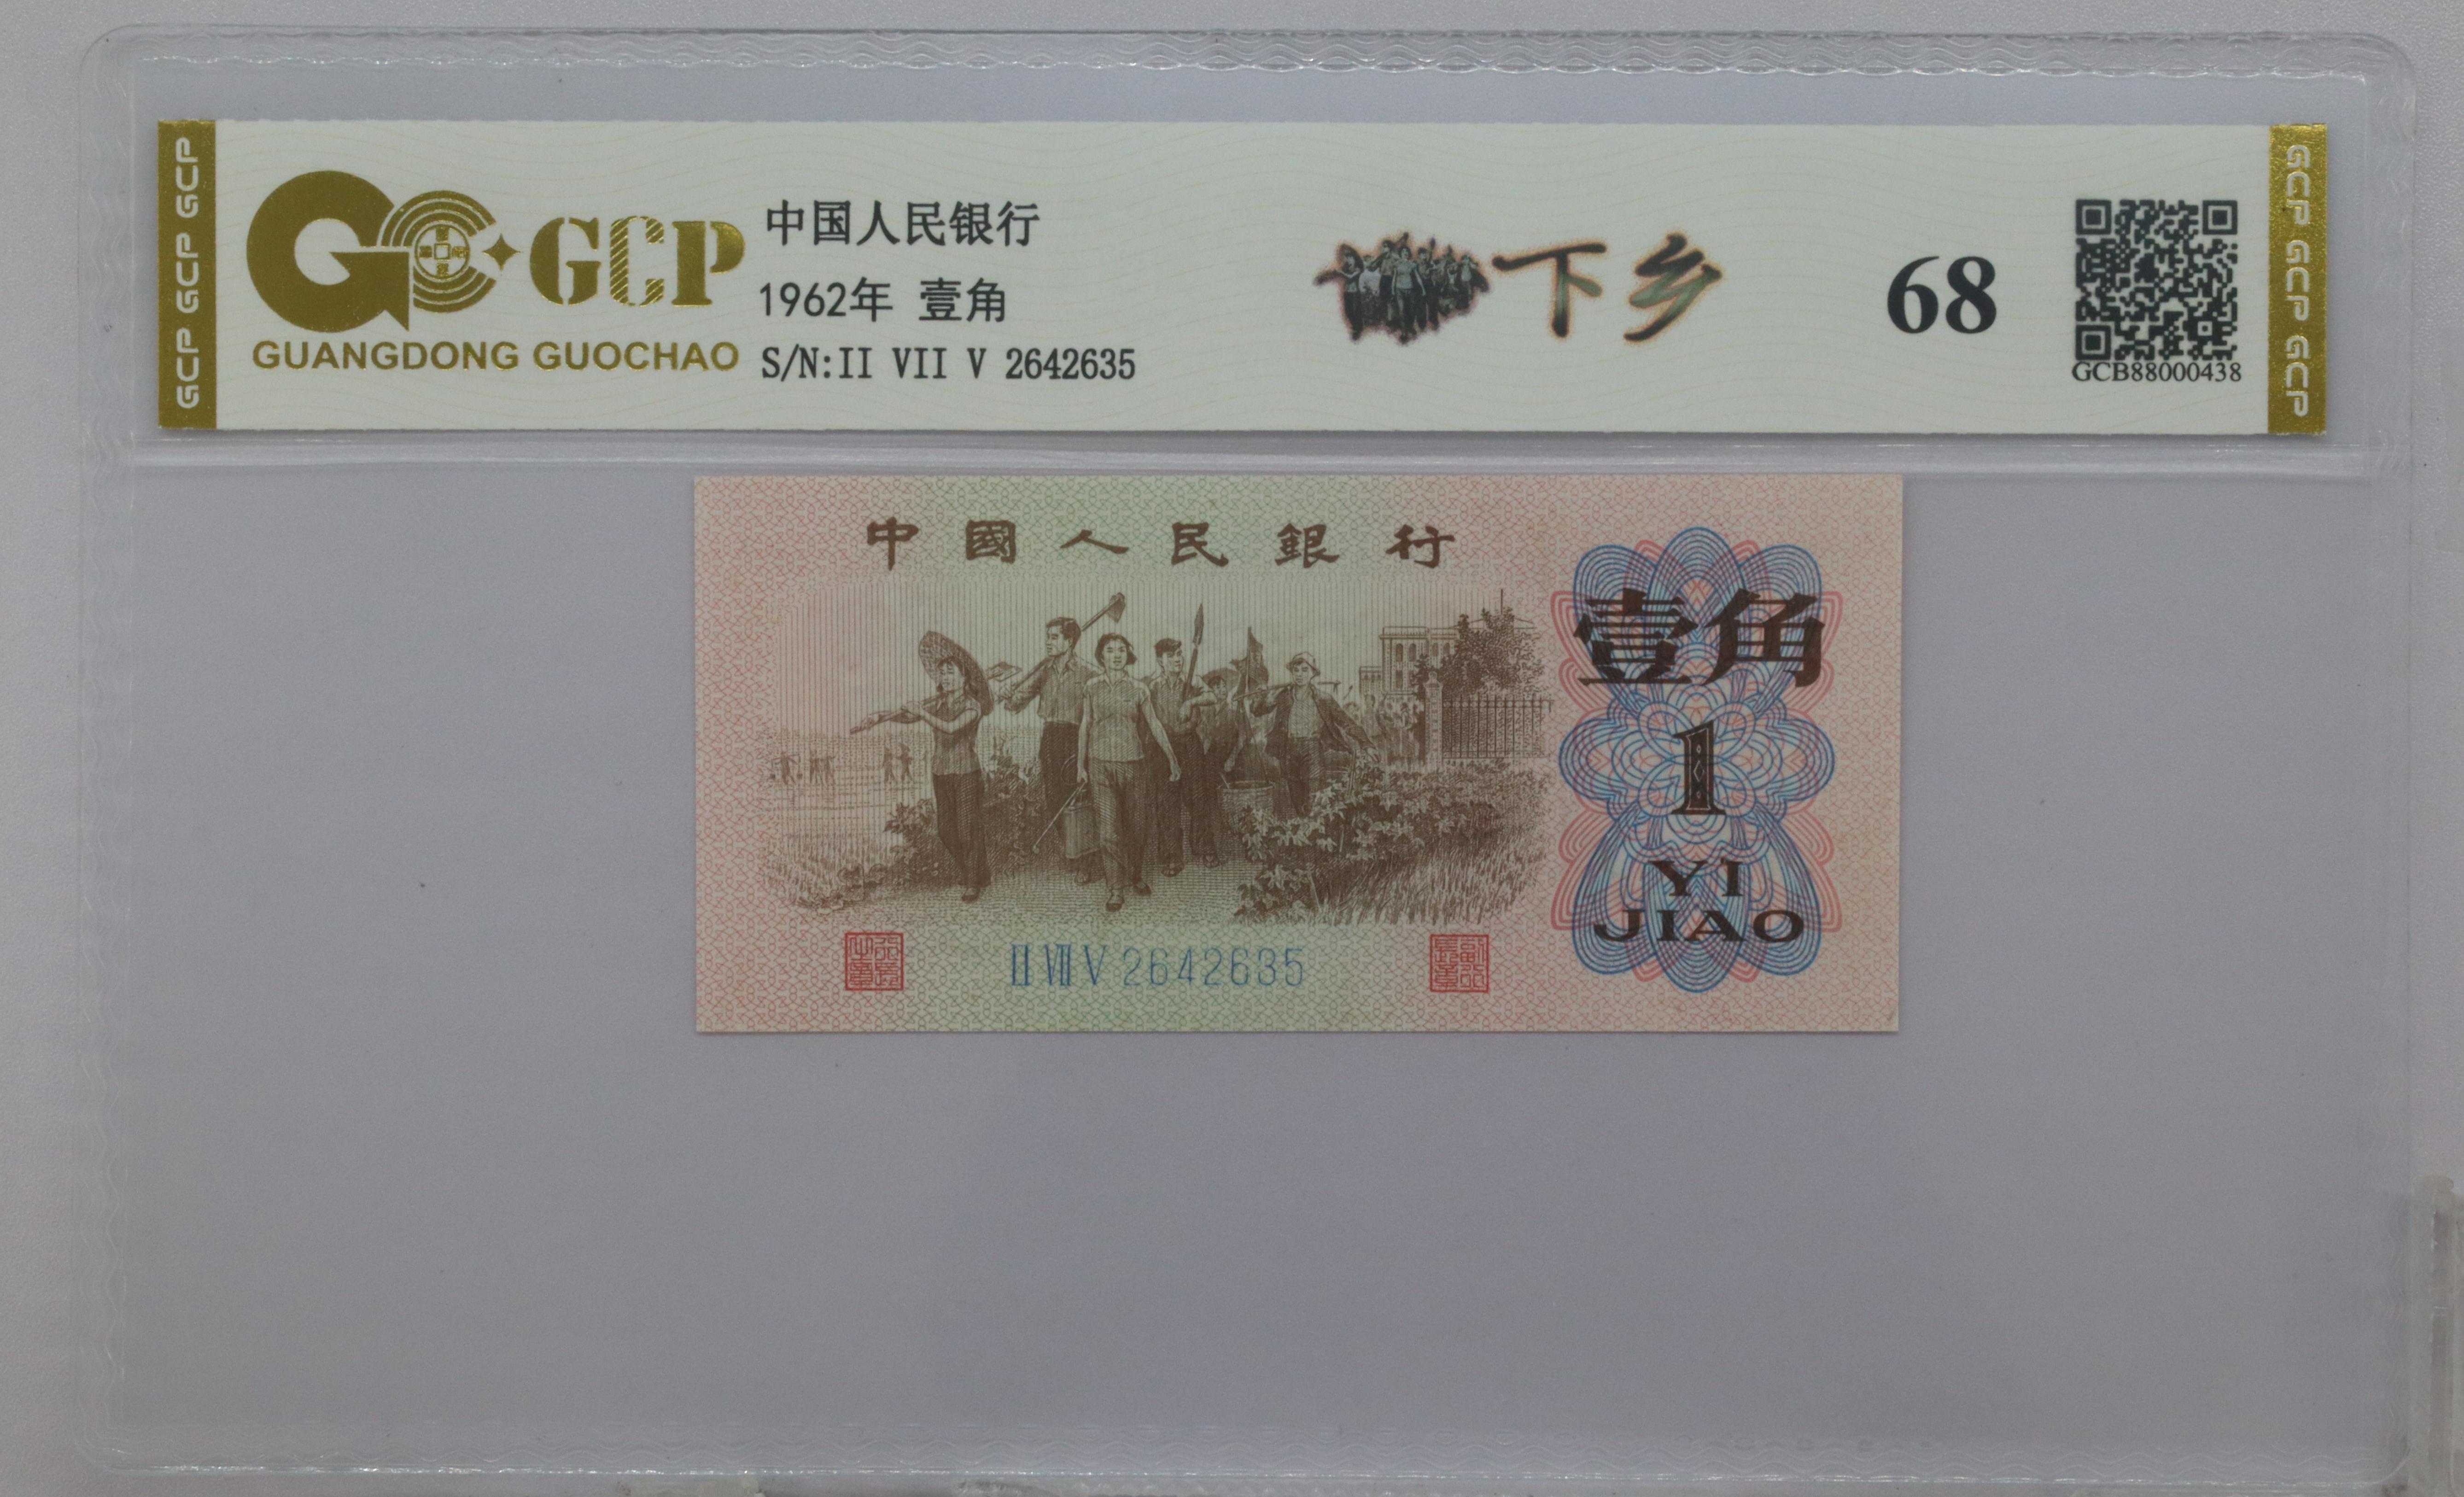 GCP GCP GCP
GCP
GUANGDONG GUOCHAO
中国人民银行
1962年 壹角
S/N:II VII V 2642635
下乡
68
GCB88000438
GCP GCP GCP
中國人民銀行
壹角
1
YI
JIAO
II VII V 2642635